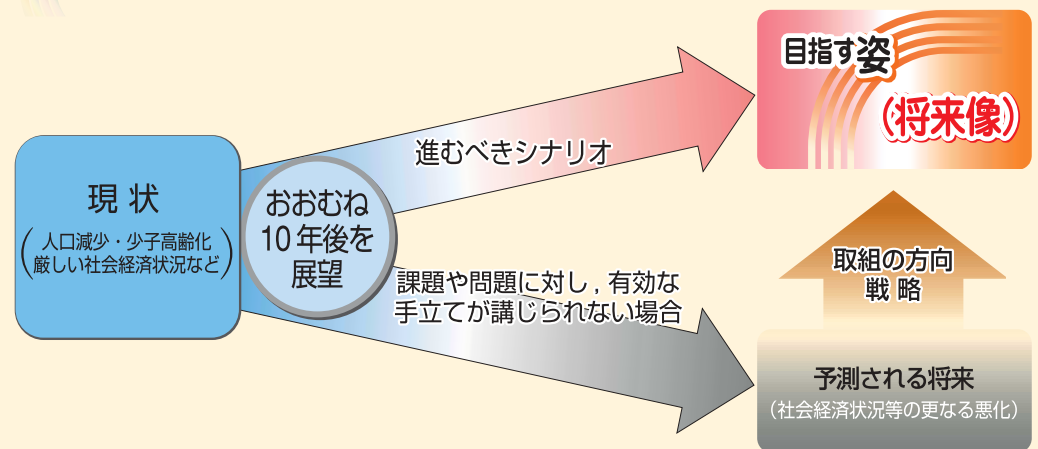 現 状
(人口減少・少子高齢化
厳しい社会経済状況など)
おおむね
10年後を
展望
進むべきシナリオ
課題や問題に対し,有効な
手立てが講じられない場合
目指す姿
(将来像)
取組の方向
戦 略
予測される将来
(社会経済状況等の更なる悪化)